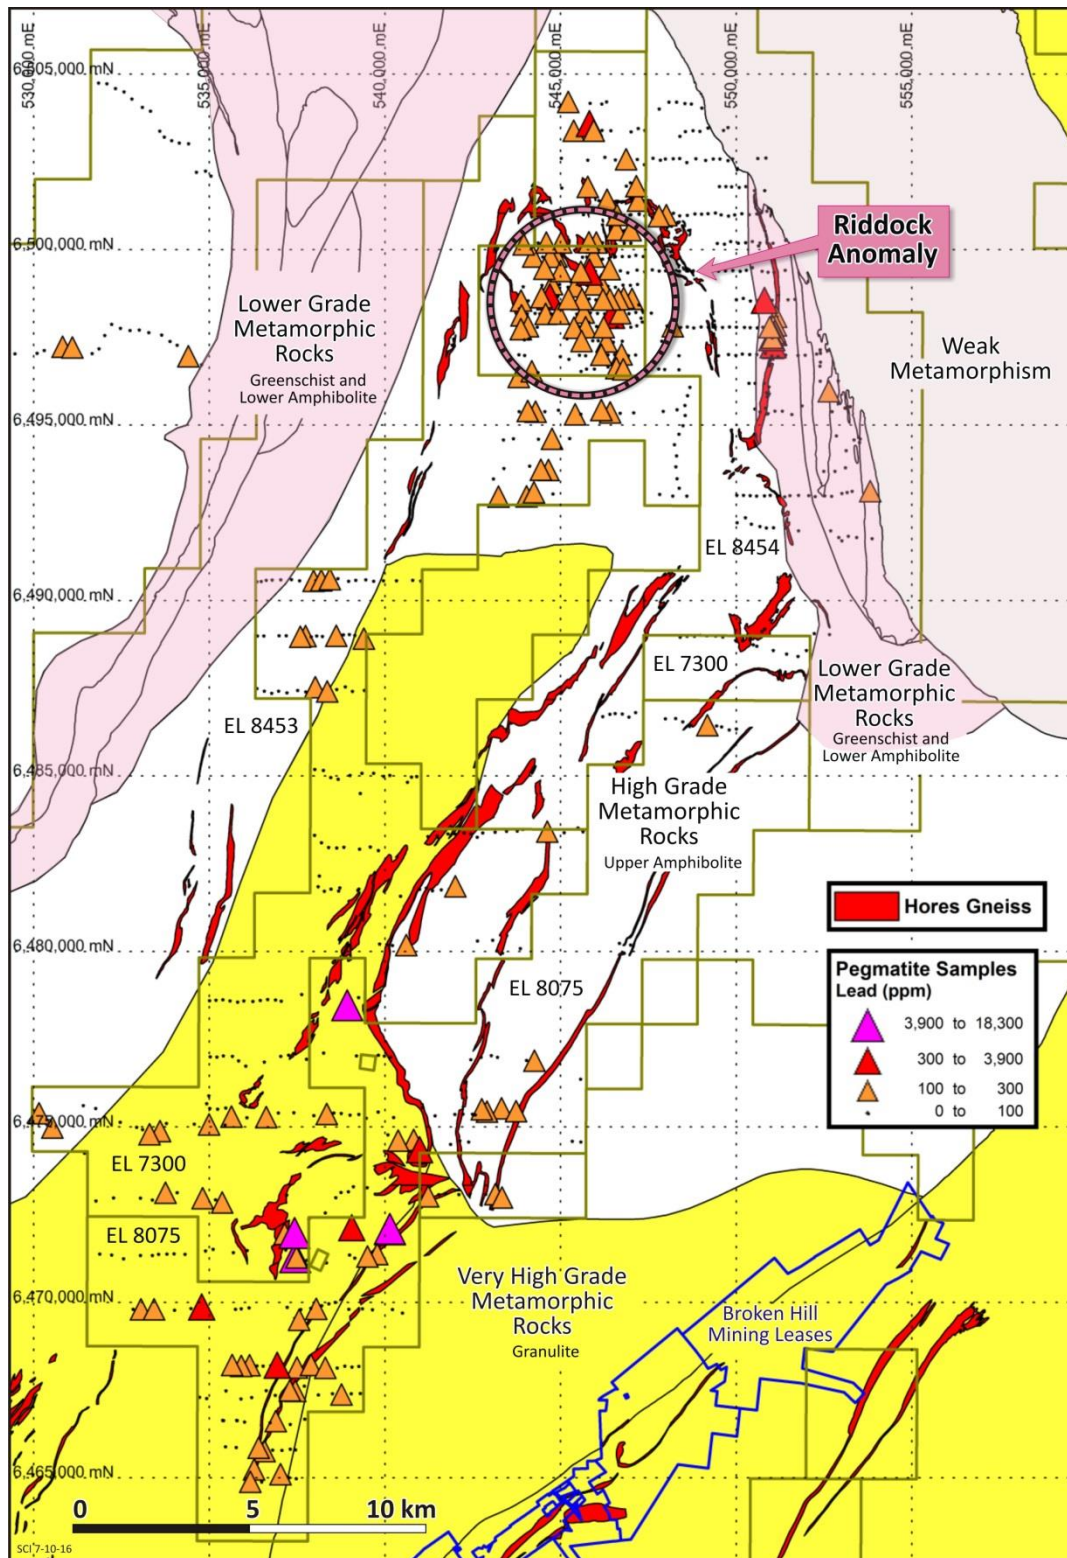 530,000 mE
535,000 mE
540,000 mE
545,000 mE
550,000 mE
555,000 mE
6,505,000 mN
6,500,000 mN
Riddock
Anomaly
Lower Grade
Metamorphic
Rocks
Greenschist and
Lower Amphibolite
Weak
Metamorphism
6,495,000 mN
EL 8454
6,490,000 mN
EL 7300
Lower Grade
Metamorphic
Rocks
Greenschist and
Lower Amphibolite
EL 8453
6,485,000 mN
High Grade
Metamorphic
Rocks
Upper Amphibolite
Hores Gneiss
6,480,000 mN
Pegmatite Samples
Lead (ppm)
3,900 to 18,300
300 to 3,900
100 to 300
0 to 100
EL 8075
6,475,000 mN
EL 7300
EL 8075
Very High Grade
Metamorphic
Rocks
Granulite
6,470,000 mN
Broken Hill
Mining Leases
6,465,000 mN
0 5 10 km
SCI 7-10-16